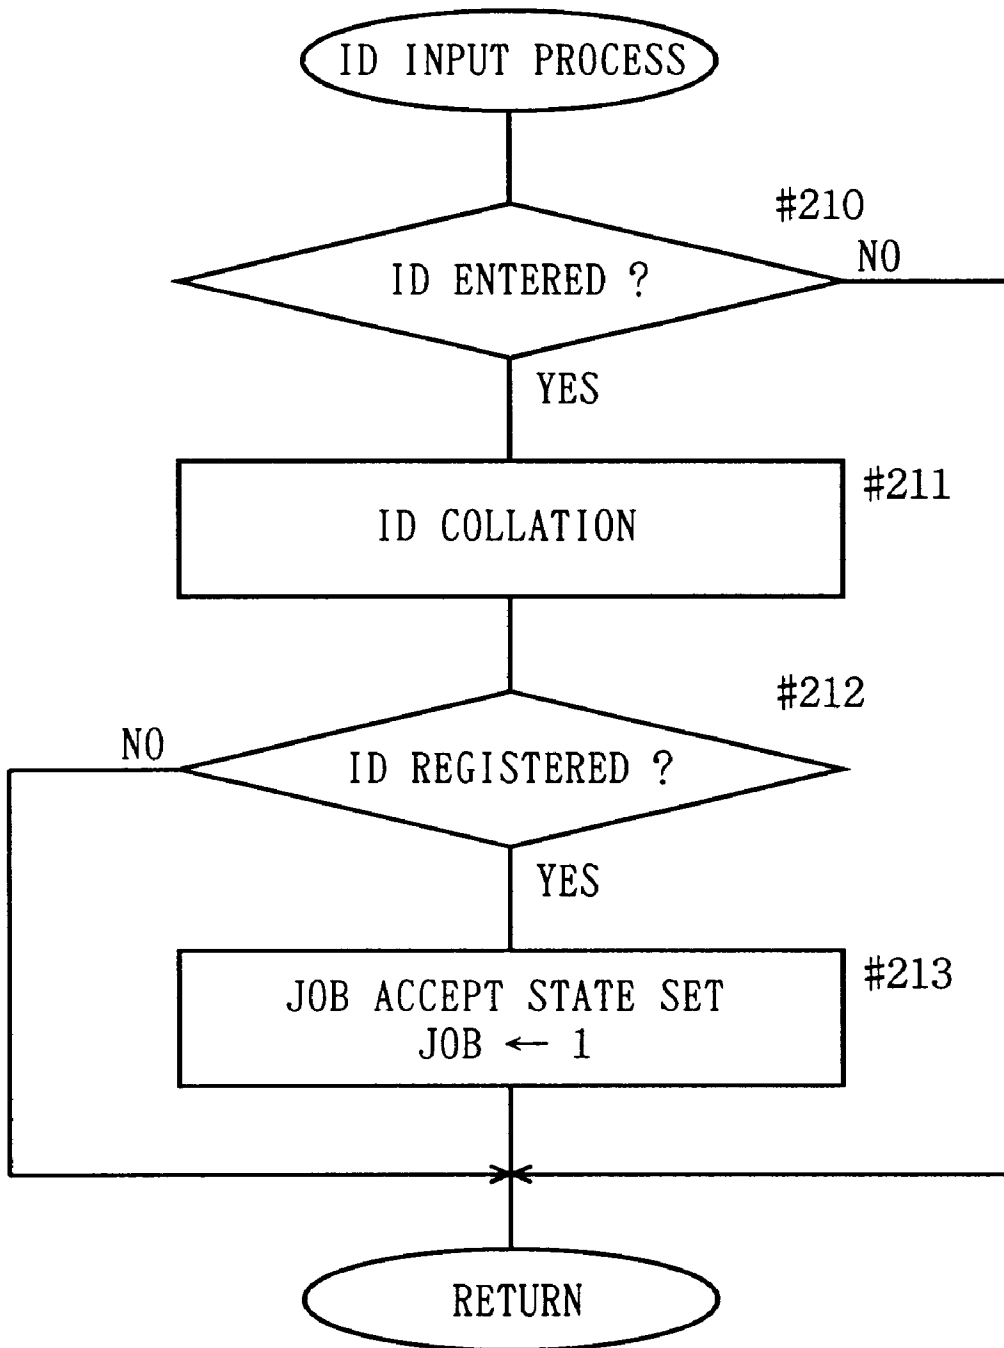 ID INPUT PROCESS
#210
ID ENTERED ?
NO
YES
ID COLLATION
#211
#212
NO
ID REGISTERED ?
YES
JOB ACCEPT STATE SET
JOB ← 1
#213
RETURN